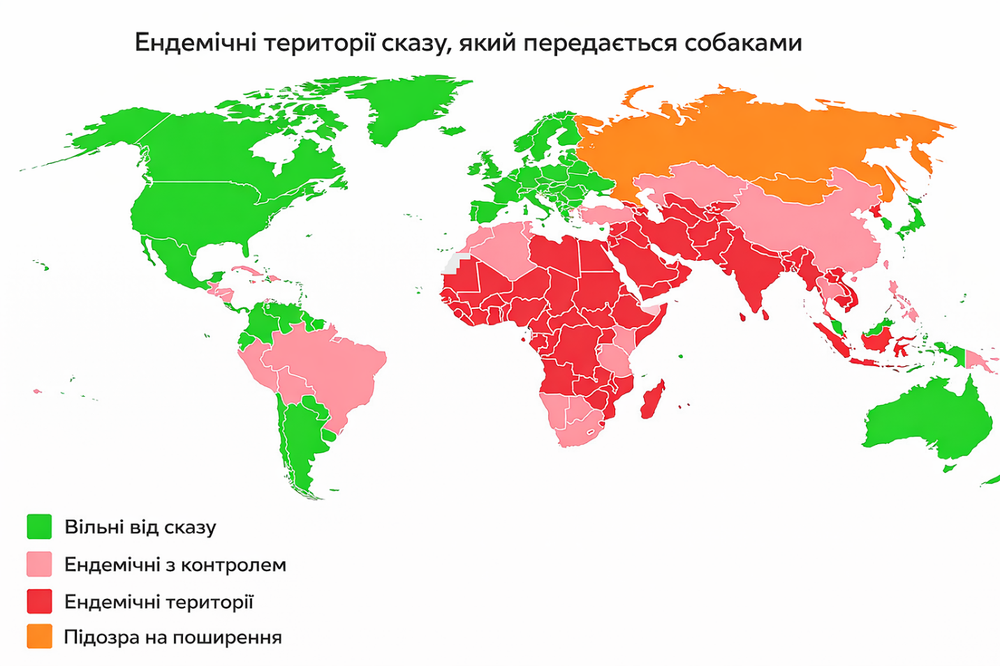 Ендемічні території сказу, який передається собаками
Вільні від сказу
Ендемічні з контролем
Ендемічні території
Підозра на поширення